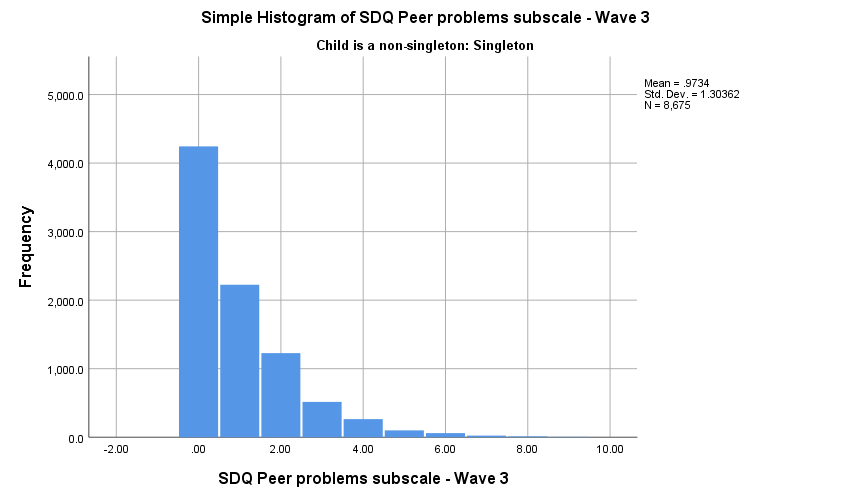 Simple Histogram of SDQ Peer problems subscale - Wave 3
Child is a non-singleton: Singleton
Mean = .9734
Std. Dev. = 1.30362
N = 8,675
Frequency
5,000.0
4,000.0
3,000.0
2,000.0
1,000.0
0.0
-2.00 .00 2.00 4.00 6.00 8.00 10.00
SDQ Peer problems subscale - Wave 3